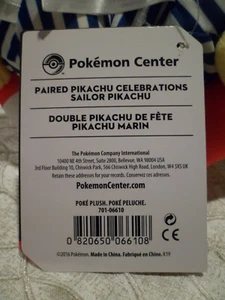 Pokémon Center
PAIRED PIKACHU CELEBRATIONS
SAILOR PIKACHU
DOUBLE PIKACHU DE FÊTE
PIKACHU MARIN
The Pokémon Company International
10400 NE 4th Street, Suite 2800, Bellevue, WA 98004 USA
3rd Floor Building 10, Chiswick Park, 566 Chiswick High Road, London, W4 5XS UK
Retain these addresses for your records. Conservez ces adresses.
PokemonCenter.com
POKÉ PLUSH. POKÉ PELUCHE.
701-06610
0 820650 066108
CE
©2016 Pokémon. Made in China. Fabriqué en Chine. K19